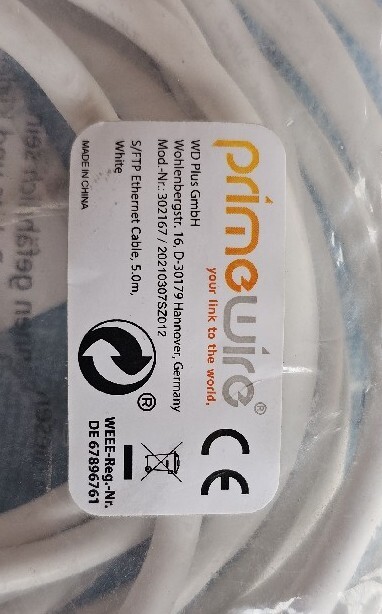 primewire®
your link to the world.
WD Plus GmbH
Wohlenbergstr. 16, D-30179 Hannover, Germany
Mod.-Nr.: 302167 / 20210307SZ012
S/FTP Ethernet Cable, 5.0m,
White
MADE IN CHINA
CE
®
WEEE-Reg.-Nr.
DE 67896761